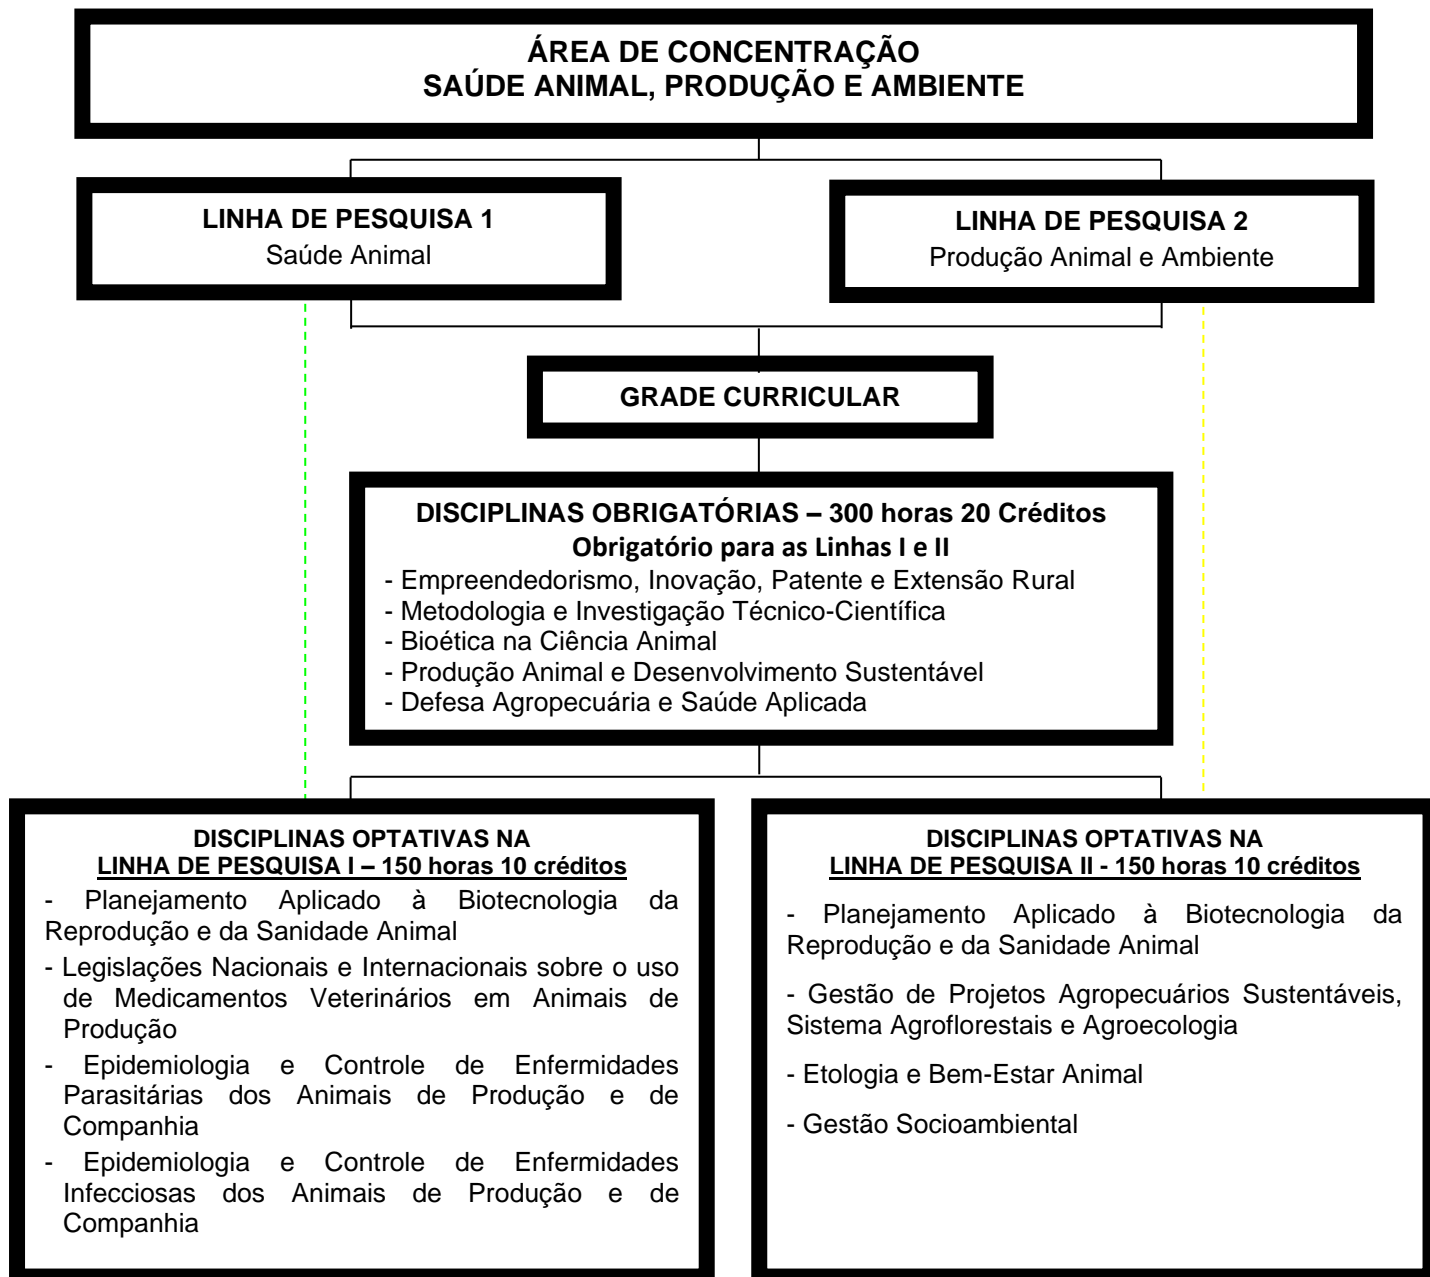 ÁREA DE CONCENTRAÇÃO
SAÚDE ANIMAL, PRODUÇÃO E AMBIENTE
LINHA DE PESQUISA 1
Saúde Animal
LINHA DE PESQUISA 2
Produção Animal e Ambiente
GRADE CURRICULAR
DISCIPLINAS OBRIGATÓRIAS – 300 horas 20 Créditos
Obrigatório para as Linhas I e II
- Empreendedorismo, Inovação, Patente e Extensão Rural
- Metodologia e Investigação Técnico-Científica
- Bioética na Ciência Animal
- Produção Animal e Desenvolvimento Sustentável
- Defesa Agropecuária e Saúde Aplicada
DISCIPLINAS OPTATIVAS NA
LINHA DE PESQUISA I – 150 horas 10 créditos
- Planejamento Aplicado à Biotecnologia da
Reprodução e da Sanidade Animal
- Legislações Nacionais e Internacionais sobre o uso
de Medicamentos Veterinários em Animais de
Produção
- Epidemiologia e Controle de Enfermidades
Parasitárias dos Animais de Produção e de
Companhia
- Epidemiologia e Controle de Enfermidades
Infecciosas dos Animais de Produção e de
Companhia
DISCIPLINAS OPTATIVAS NA
LINHA DE PESQUISA II - 150 horas 10 créditos
- Planejamento Aplicado à Biotecnologia da
Reprodução e da Sanidade Animal
- Gestão de Projetos Agropecuários Sustentáveis,
Sistema Agroflorestais e Agroecologia
- Etologia e Bem-Estar Animal
- Gestão Socioambiental